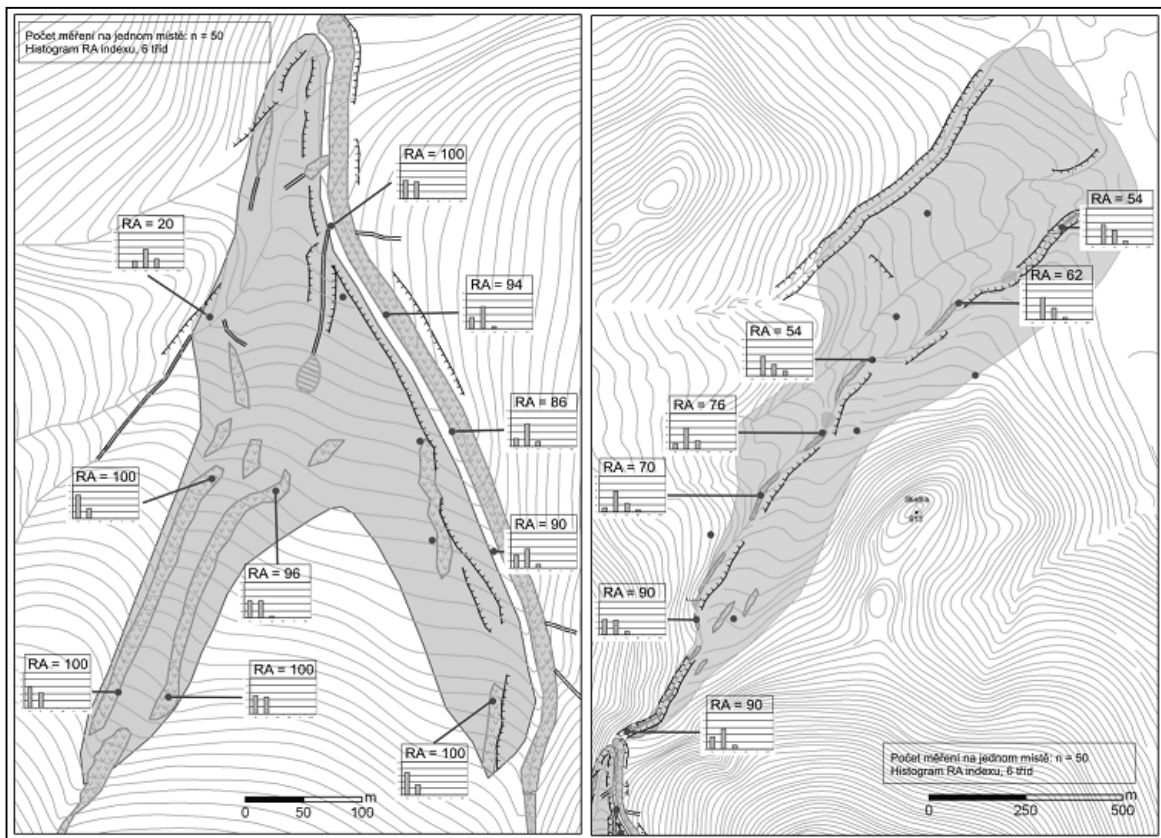 Počet měření na jednom místě: n = 50
Histogram RA indexu, 6 tříd
RA = 100
RA = 20
RA = 94
RA = 86
RA = 100
RA = 90
RA = 96
RA = 100
RA = 100
RA = 100
m
0 50 100
RA = 54
RA = 62
RA = 54
RA = 76
RA = 70
RA = 90
RA = 90
Počet měření na jednom místě: n = 50
Histogram RA indexu, 6 tříd
m
0 250 500